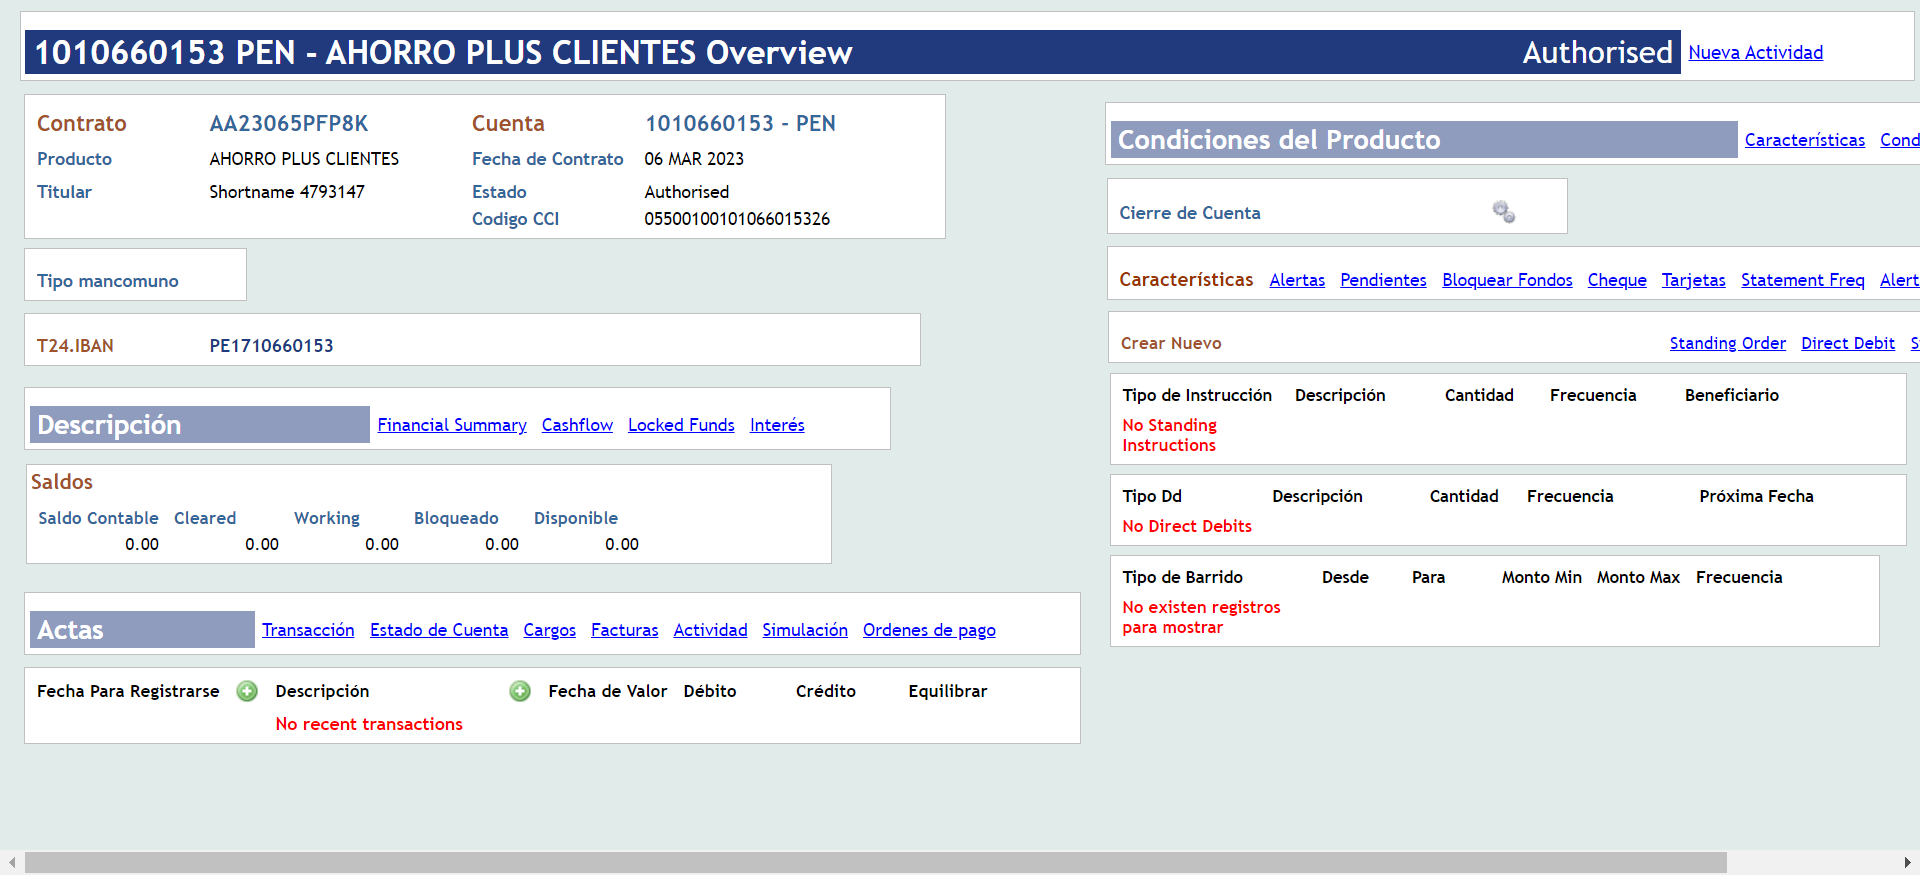 1010660153 PEN - AHORRO PLUS CLIENTES Overview Authorised Nueva Actividad
Contrato AA23065PFP8K Cuenta 1010660153 - PEN
Producto AHORRO PLUS CLIENTES Fecha de Contrato 06 MAR 2023
Titular Shortname 4793147 Estado Authorised
Codigo CCI 05500100101066015326
Tipo mancomuno
T24.IBAN PE1710660153
Descripción Financial Summary Cashflow Locked Funds Interés
Saldos
Saldo Contable Cleared Working Bloqueado Disponible
0.00 0.00 0.00 0.00 0.00
Actas Transacción Estado de Cuenta Cargos Facturas Actividad Simulación Ordenes de pago
Fecha Para Registrarse Descripción Fecha de Valor Débito Crédito Equilibrar
No recent transactions
Condiciones del Producto Características Cond
Cierre de Cuenta
Características Alertas Pendientes Bloquear Fondos Cheque Tarjetas Statement Freq Alert
Crear Nuevo Standing Order Direct Debit S
Tipo de Instrucción Descripción Cantidad Frecuencia Beneficiario
No Standing
Instructions
Tipo Dd Descripción Cantidad Frecuencia Próxima Fecha
No Direct Debits
Tipo de Barrido Desde Para Monto Min Monto Max Frecuencia
No existen registros
para mostrar